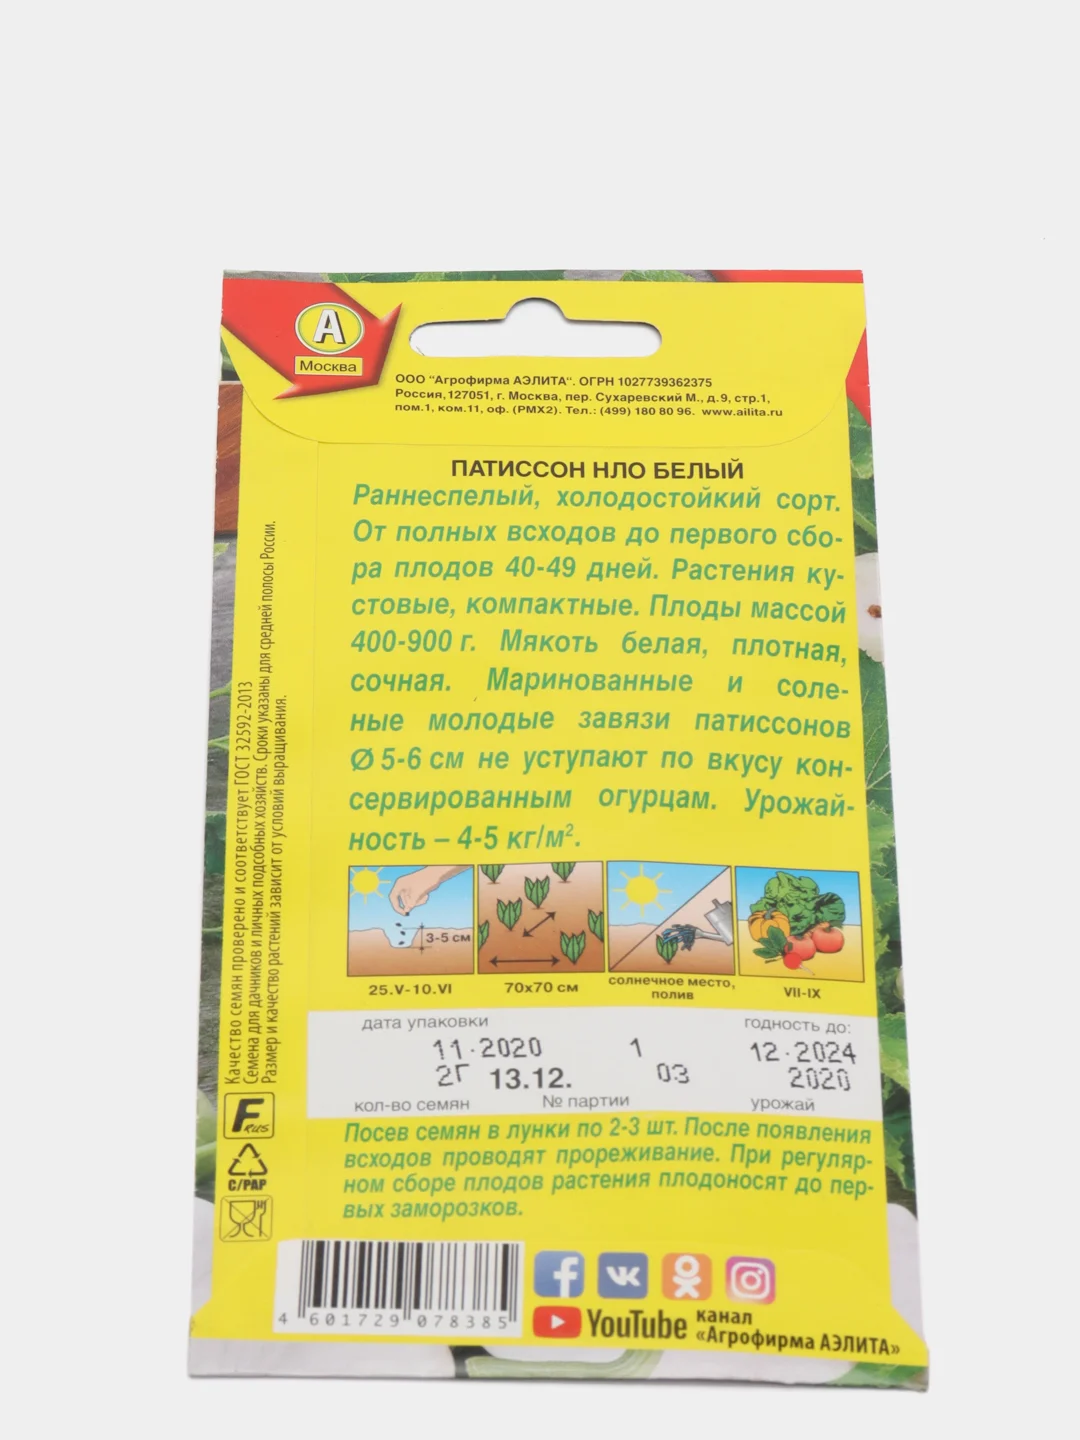 А
Москва
ООО "Агрофирма АЭЛИТА". ОГРН 1027739362375
Россия,127051, г. Москва, пер. Сухаревский М., д.9, стр.1,
пом.1, ком.11, оф. (РМХ2). Тел.: (499) 180 80 96. www.ailita.ru
ПАТИССОН НЛО БЕЛЫЙ
Раннеспелый, холодостойкий сорт.
От полных всходов до первого сбо-
ра плодов 40-49 дней. Растения ку-
стовые, компактные. Плоды массой
400-900 г. Мякоть белая, плотная,
сочная. Маринованные и соле-
ные молодые завязи патиссонов
Ø 5-6 см не уступают по вкусу кон-
сервированным огурцам. Урожай-
ность – 4-5 кг/м².
3-5 см
25.V-10.VI
70x70 см
солнечное место,
полив
VII-IX
дата упаковки
годность до:
11.2020 1 12.2024
2Г 13.12. 03 2020
кол-во семян № партии урожай
Посев семян в лунки по 2-3 шт. После появления
всходов проводят прореживание. При регуляр-
ном сборе плодов растения плодоносят до пер-
вых заморозков.
Качество семян проверено и соответствует ГОСТ 32592-2013
Семена для дачников и личных подсобных хозяйств. Сроки указаны для средней полосы России.
Размер и качество растений зависит от условий выращивания.
F RUS
C/PAP
4 601729 078385
YouTube канал
«Агрофирма АЭЛИТА»